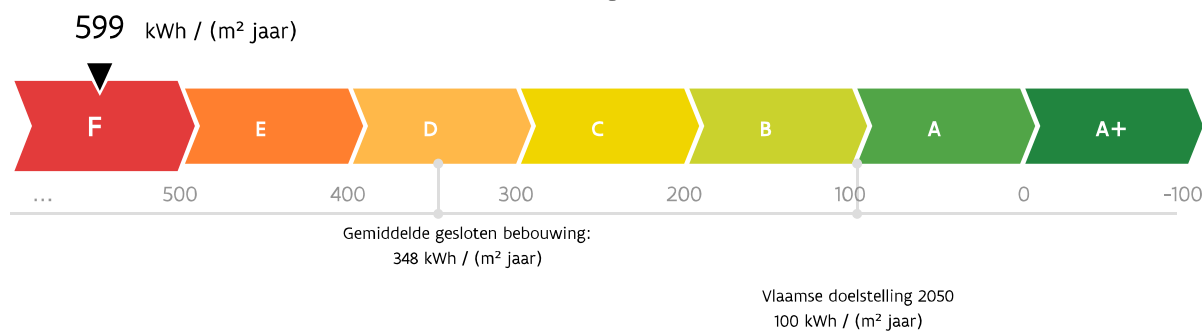 599 kWh / (m² jaar)
F E D C B A A+
... 500 400 300 200 100 0 -100
Gemiddelde gesloten bebouwing:
348 kWh / (m² jaar)
Vlaamse doelstelling 2050
100 kWh / (m² jaar)